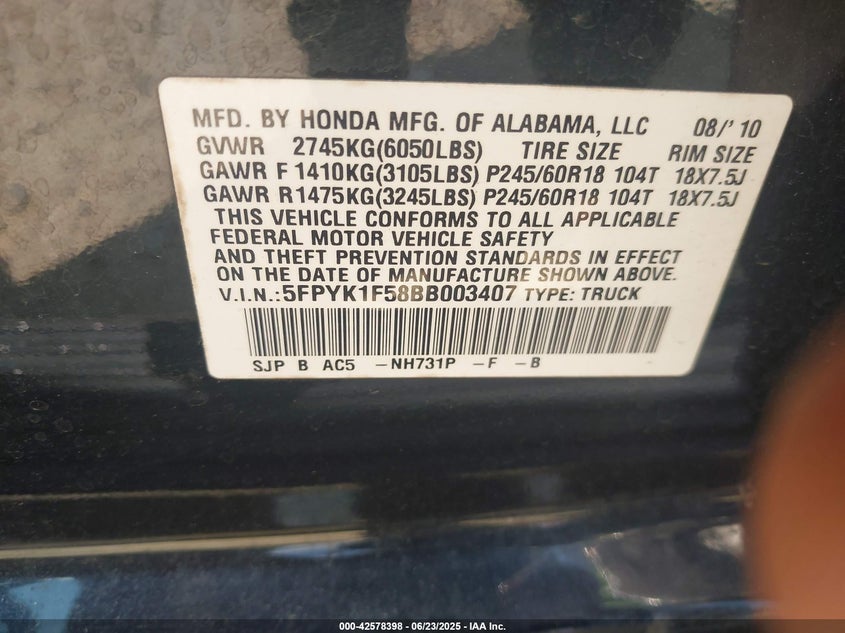 MFD. BY HONDA MFG. OF ALABAMA, LLC 08/'10
GVWR 2745KG(6050LBS) TIRE SIZE RIM SIZE
GAWR F 1410KG(3105LBS) P245/60R18 104T 18X7.5J
GAWR R 1475KG(3245LBS) P245/60R18 104T 18X7.5J
THIS VEHICLE CONFORMS TO ALL APPLICABLE
FEDERAL MOTOR VEHICLE SAFETY
AND THEFT PREVENTION STANDARDS IN EFFECT
ON THE DATE OF MANUFACTURE SHOWN ABOVE.
V.I.N.:5FPYK1F58BB003407 TYPE: TRUCK
SJP B AC5 –NH731P –F –B
000-42578398 - 06/23/2025 - IAA Inc.